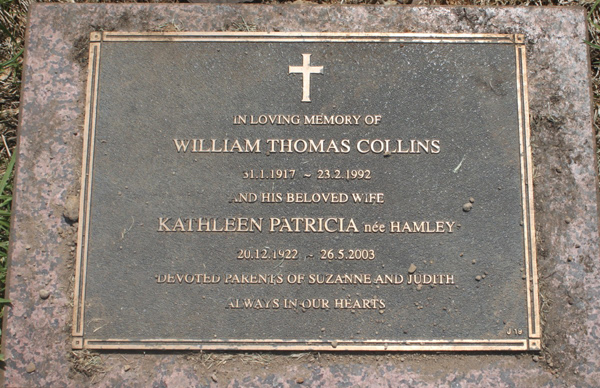 IN LOVING MEMORY OF
WILLIAM THOMAS COLLINS
31.1.1917 ~ 23.2.1992
AND HIS BELOVED WIFE
KATHLEEN PATRICIA née HAMLEY
20.12.1922 ~ 26.5.2003
DEVOTED PARENTS OF SUZANNE AND JUDITH
ALWAYS IN OUR HEARTS